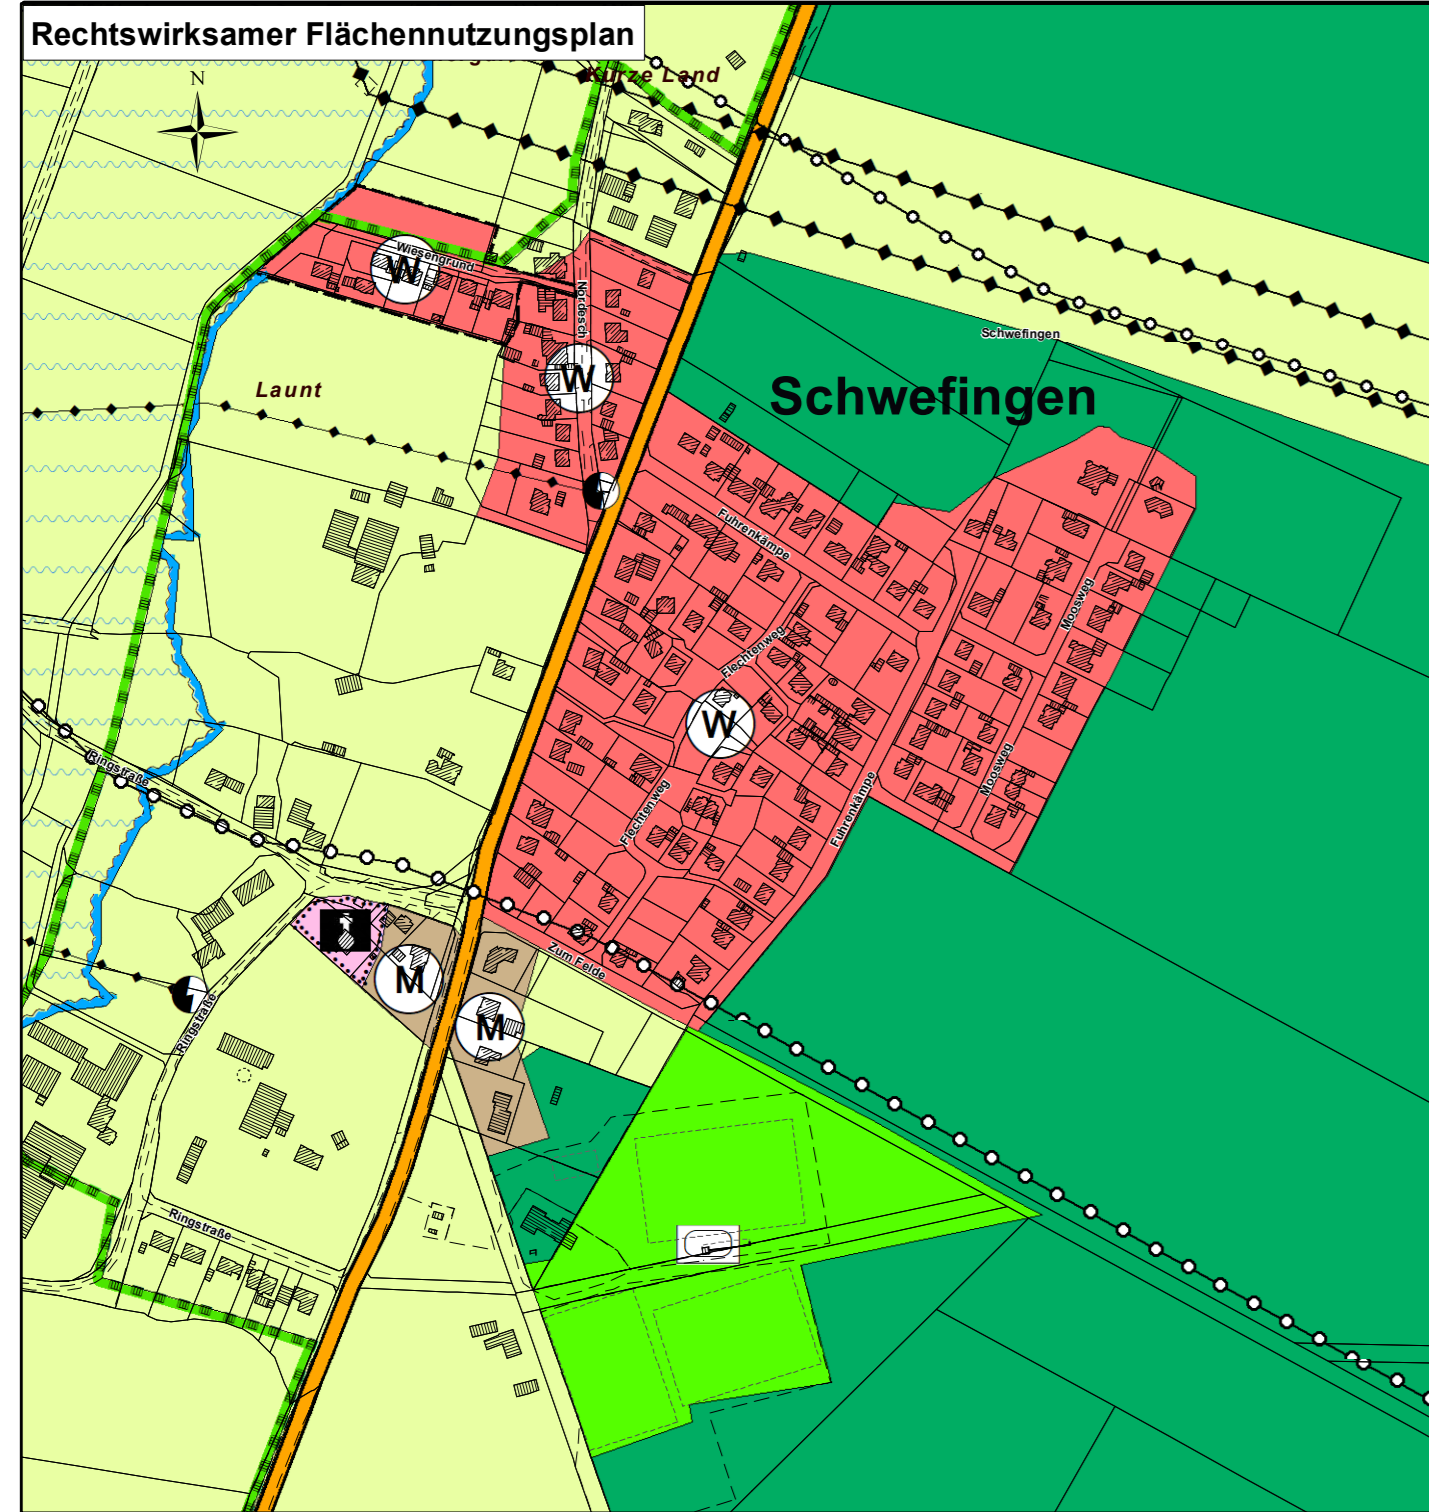 Rechtswirksamer Flächennutzungsplan
Kurze Land
N
Wiesengrund
W
Nordesch
Schwefingen
W
Schwefingen
Launt
Fuhrenkämpe
Moosweg
Flechtenweg
W
Ringstraße
Moosweg
Flechtenweg
Fuhrenkämpe
Zum Felde
M
Ringstraße
M
Ringstraße